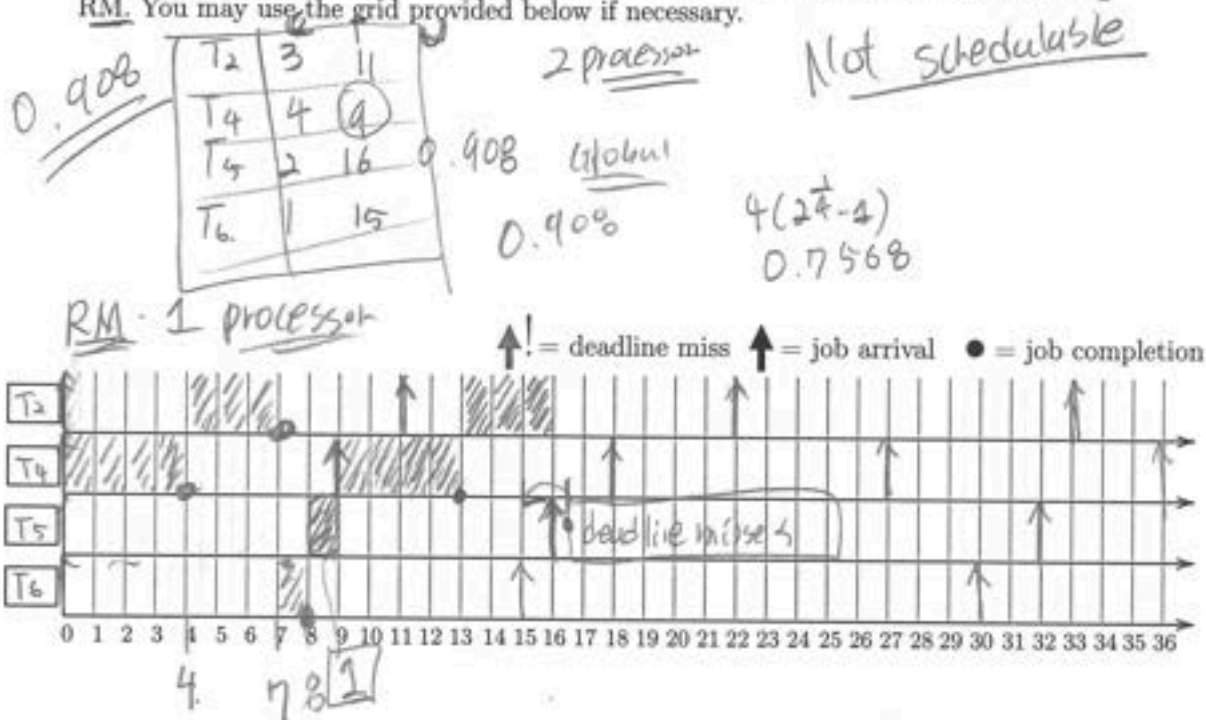 RM. You may use the grid provided below if necessary.
0.908
T2 3 11
T4 4 9
T5 2 16
T6. 1 15
2 processor
Not schedulable
0.908 Global
0.908
4(2^1/4-1)
0.7568
RM. 1 processor
! = deadline miss = job arrival = job completion
T2
T4
T5 deadline misses
T6
0 1 2 3 4 5 6 7 8 9 10 11 12 13 14 15 16 17 18 19 20 21 22 23 24 25 26 27 28 29 30 31 32 33 34 35 36
4. 7 8 1